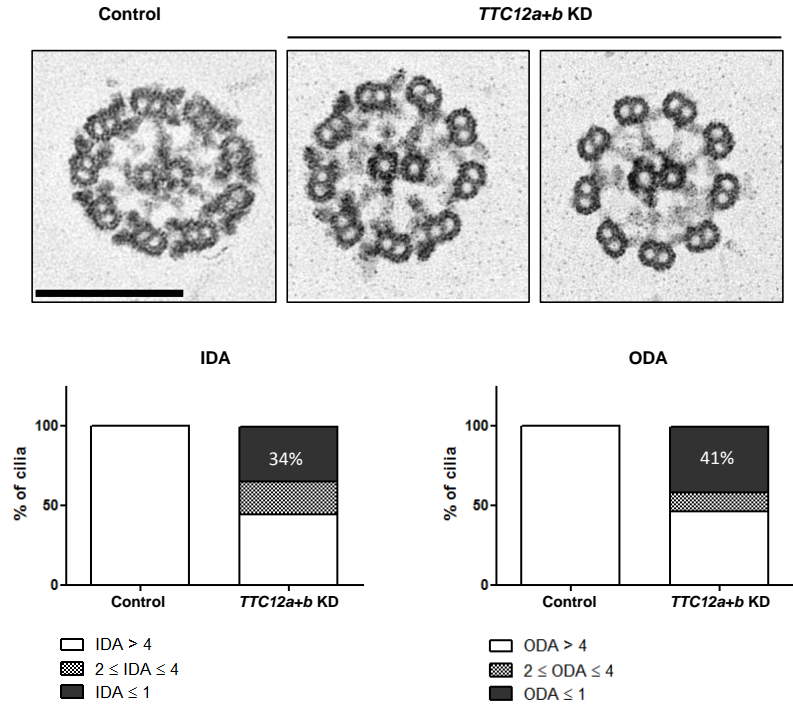 Control
TTC12a+b KD
IDA
ODA
% of cilia
100
50
0
34%
Control
TTC12a+b KD
% of cilia
100
50
0
41%
Control
TTC12a+b KD
IDA > 4
2 ≤ IDA ≤ 4
IDA ≤ 1
ODA > 4
2 ≤ ODA ≤ 4
ODA ≤ 1